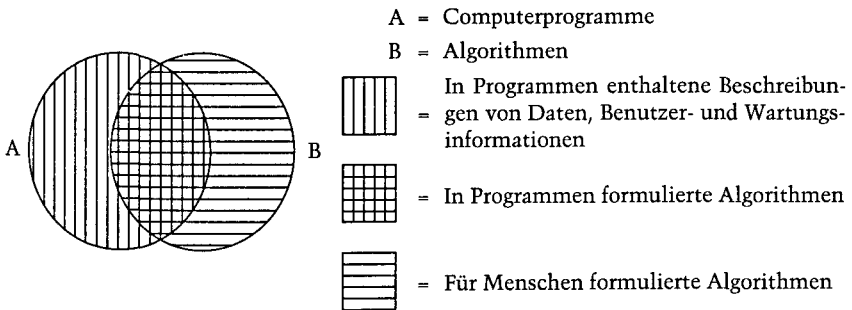 A = Computerprogramme
B = Algorithmen
In Programmen enthaltene Beschreibun-
= gen von Daten, Benutzer- und Wartungs-
informationen
A
B
= In Programmen formulierte Algorithmen
= Für Menschen formulierte Algorithmen